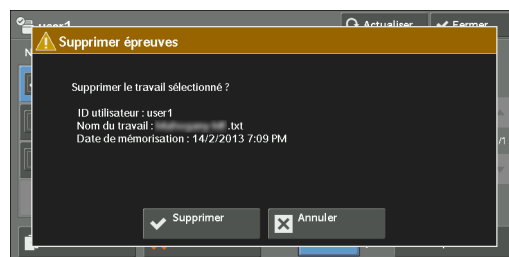 user1
Actualiser
Fermer
Supprimer épreuves
Supprimer le travail sélectionné ?
ID utilisateur : user1
Nom du travail : .txt
Date de mémorisation : 14/2/2013 7:09 PM
Supprimer
Annuler